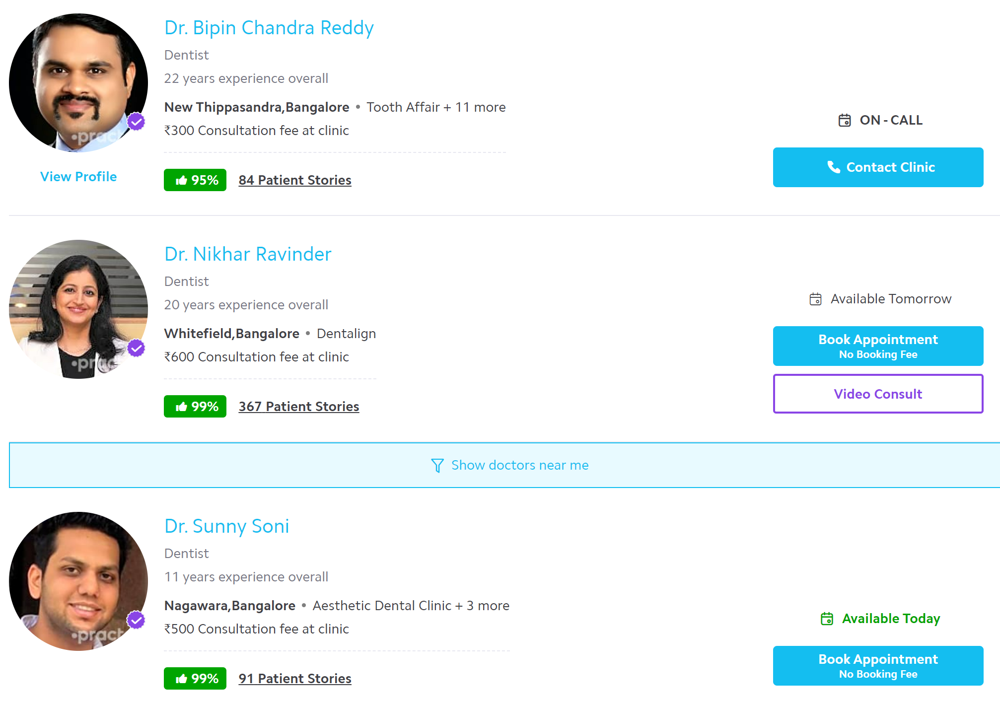 Dr. Bipin Chandra Reddy
Dentist
22 years experience overall
New Thippasandra,Bangalore • Tooth Affair + 11 more
₹300 Consultation fee at clinic
95% 84 Patient Stories
View Profile
ON - CALL
Contact Clinic
•pract
Dr. Nikhar Ravinder
Dentist
20 years experience overall
Whitefield,Bangalore • Dentalign
₹600 Consultation fee at clinic
99% 367 Patient Stories
Available Tomorrow
Book Appointment
No Booking Fee
Video Consult
•pract
Show doctors near me
Dr. Sunny Soni
Dentist
11 years experience overall
Nagawara,Bangalore • Aesthetic Dental Clinic + 3 more
₹500 Consultation fee at clinic
99% 91 Patient Stories
Available Today
Book Appointment
No Booking Fee
•pract